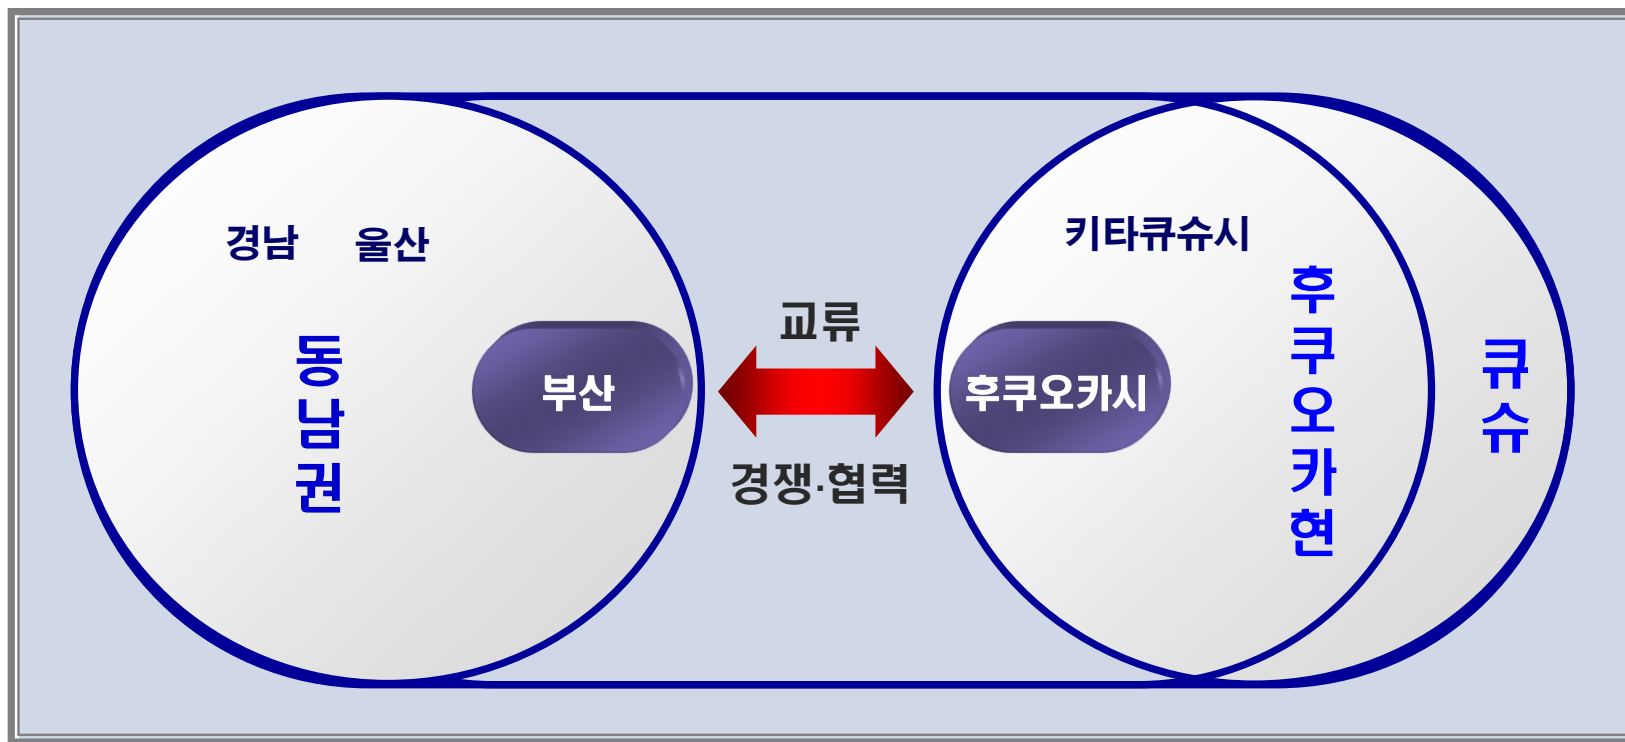 경남 울산
동남권
부산
교류
경쟁·협력
키타큐슈시
후쿠오카시
후쿠오카현
큐슈